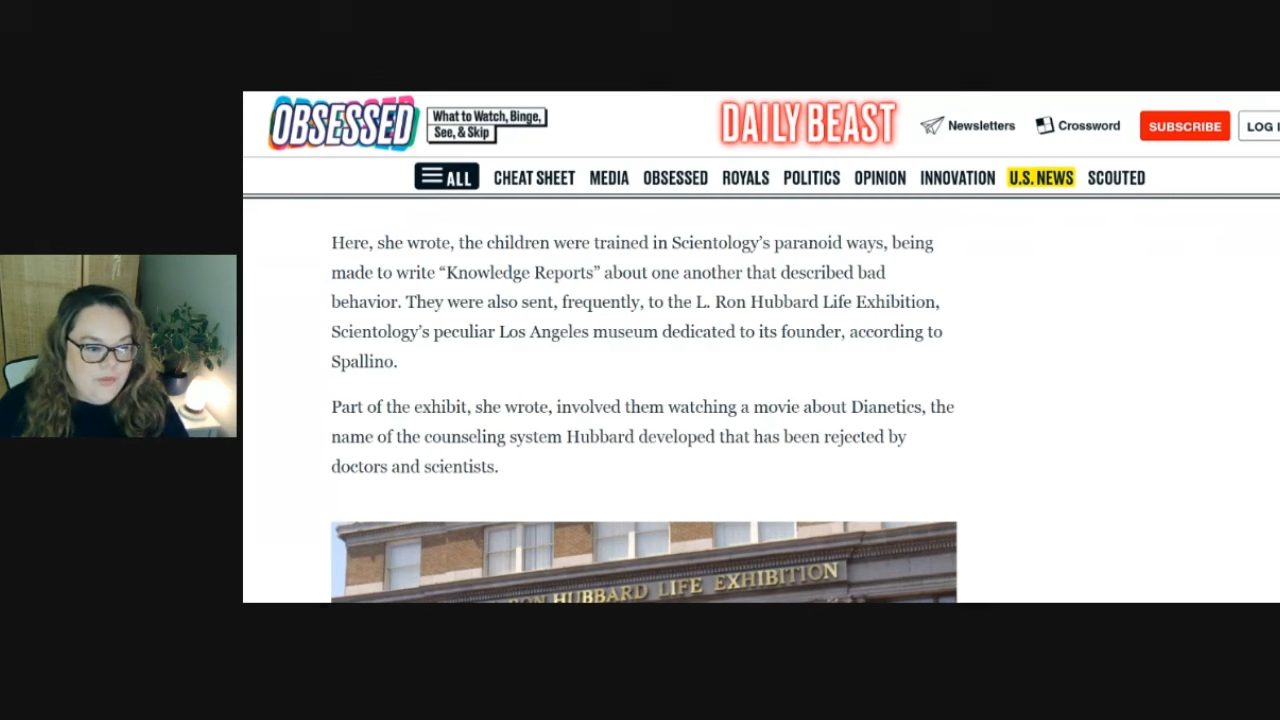 OBSESSED
What to Watch, Binge,
See, & Skip
DAILY BEAST
Newsletters
Crossword
SUBSCRIBE
LOG I
ALL
CHEAT SHEET
MEDIA
OBSESSED
ROYALS
POLITICS
OPINION
INNOVATION
U.S. NEWS
SCOUTED
Here, she wrote, the children were trained in Scientology’s paranoid ways, being
made to write “Knowledge Reports” about one another that described bad
behavior. They were also sent, frequently, to the L. Ron Hubbard Life Exhibition,
Scientology’s peculiar Los Angeles museum dedicated to its founder, according to
Spallino.
Part of the exhibit, she wrote, involved them watching a movie about Dianetics, the
name of the counseling system Hubbard developed that has been rejected by
doctors and scientists.
RON HUBBARD LIFE EXHIBITION